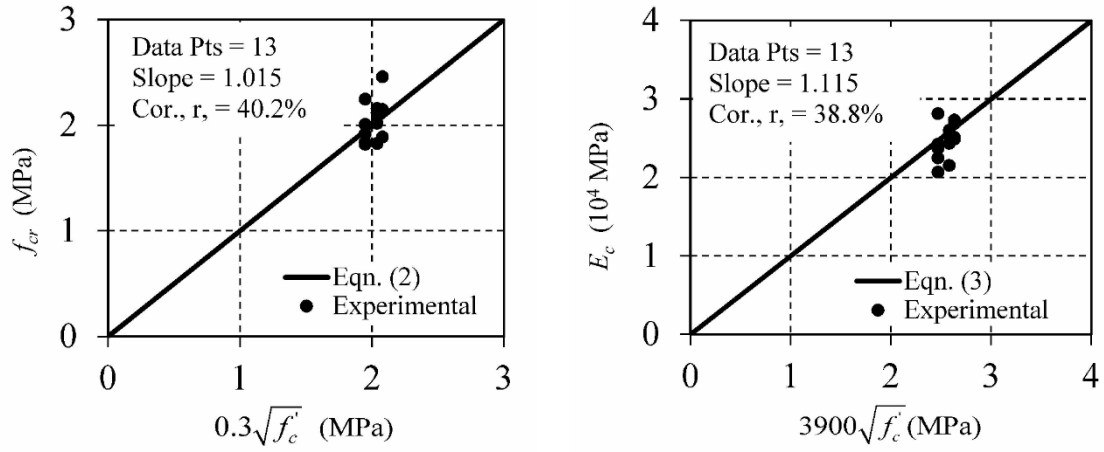 3
Data Pts = 13
Slope = 1.015
Cor., r, = 40.2%
2
f_cr (MPa)
1
Eqn. (2)
Experimental
0
0 1 2 3
0.3√f'_c (MPa)
4
Data Pts = 13
Slope = 1.115
Cor., r, = 38.8%
3
2
E_c (10⁴ MPa)
1
Eqn. (3)
Experimental
0
0 1 2 3 4
3900√f'_c (MPa)